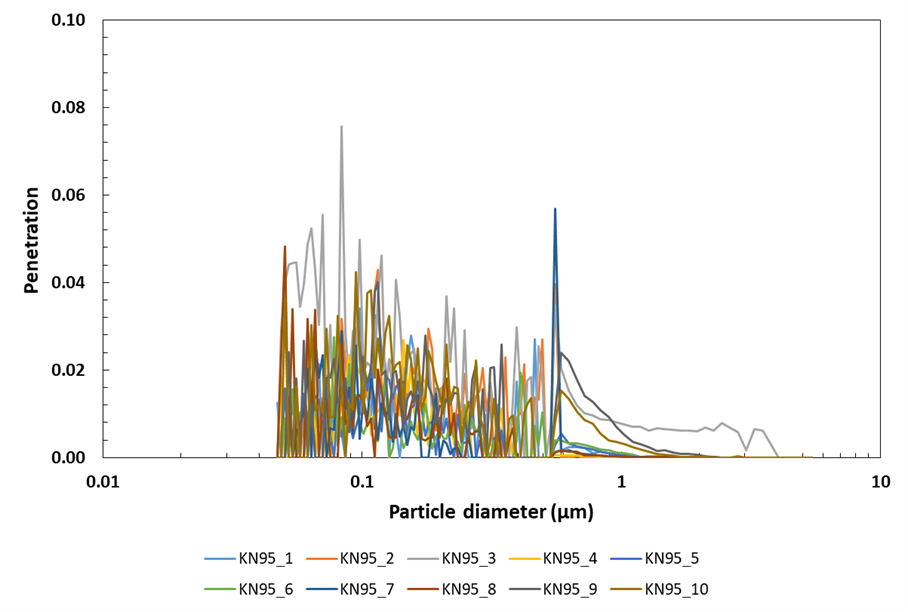 0.10
0.08
0.06
0.04
0.02
0.00
Penetration
0.01 0.1 1 10
Particle diameter (µm)
KN95_1 KN95_2 KN95_3 KN95_4 KN95_5
KN95_6 KN95_7 KN95_8 KN95_9 KN95_10